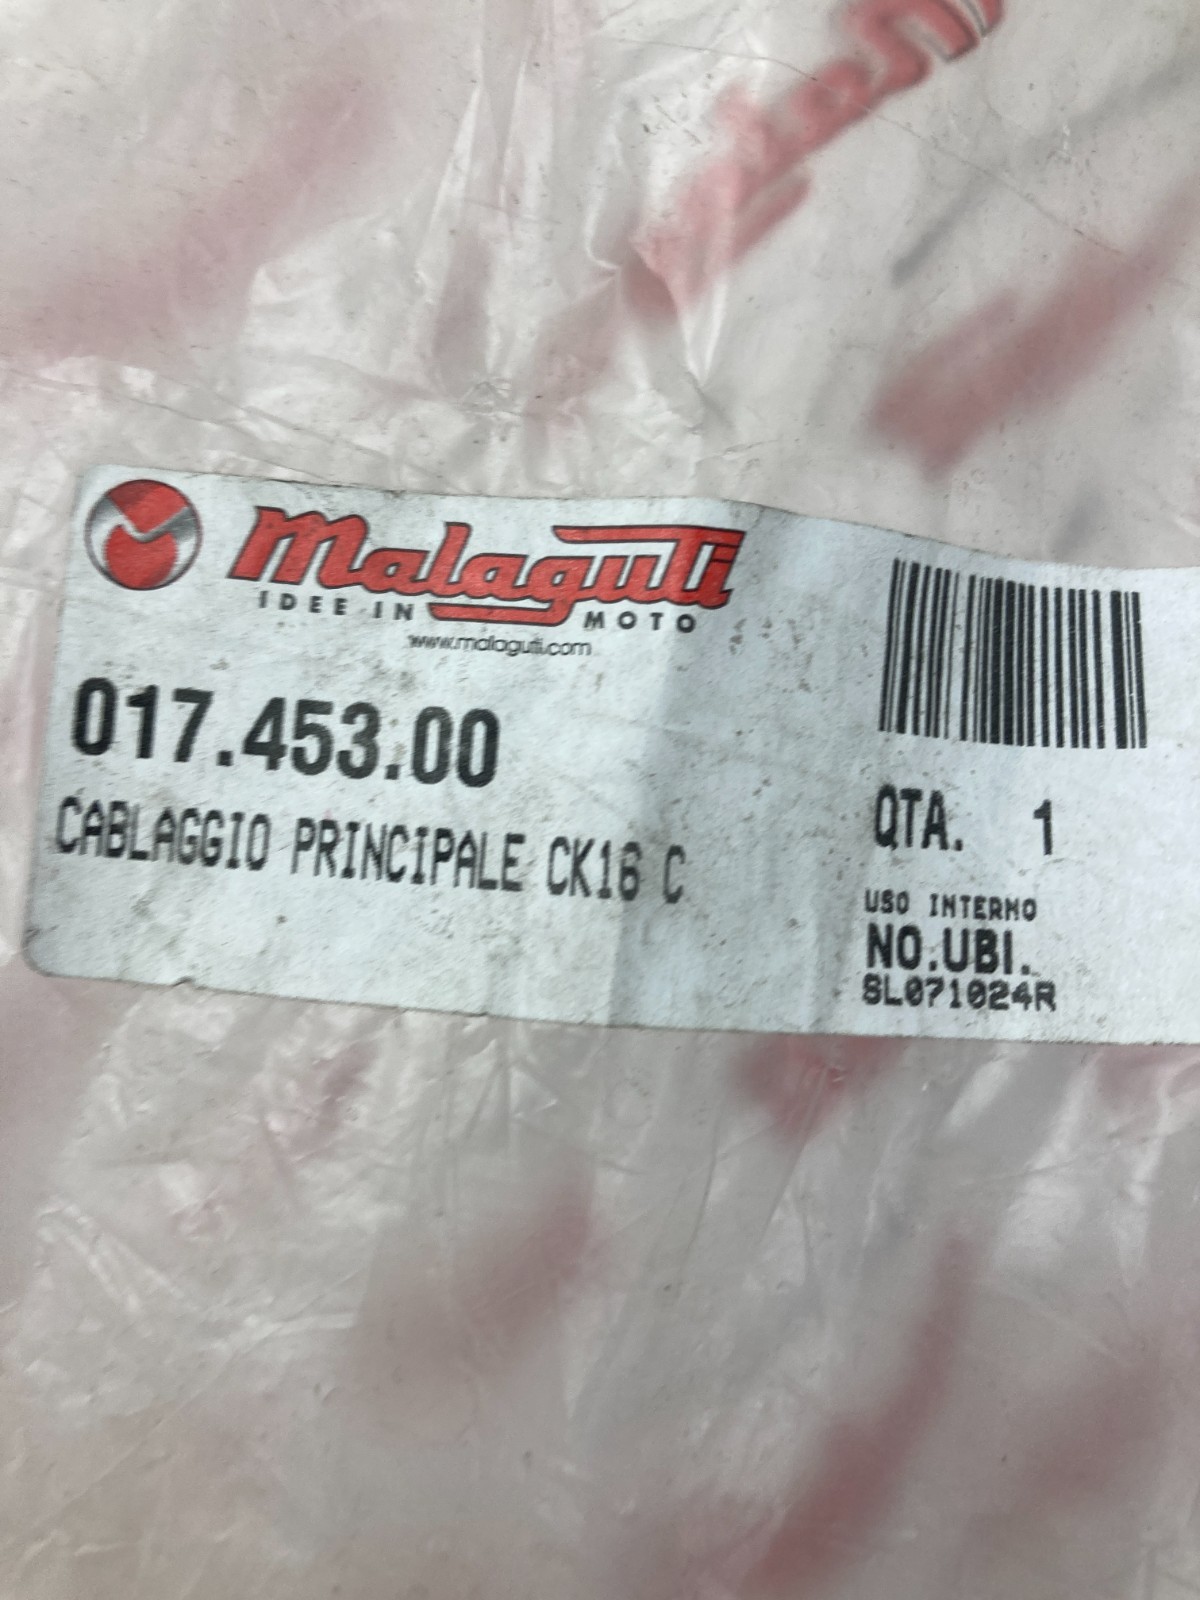 Malaguti
IDEE IN MOTO
www.malaguti.com
017.453.00
CABLAGGIO PRINCIPALE CK16 C
QTA. 1
USO INTERNO
NO.UBI.
SL071024R